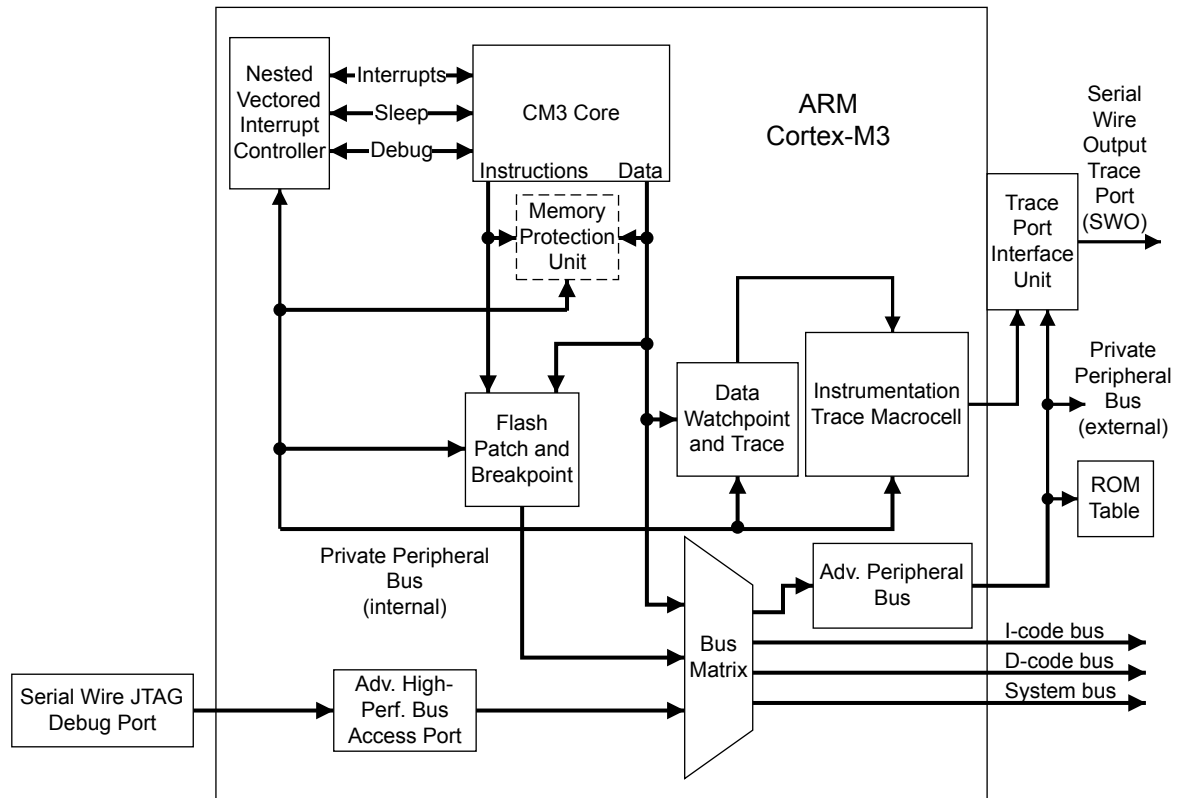 Nested
Vectored
Interrupt
Controller
Interrupts
Sleep
Debug
CM3 Core
Instructions
Data
ARM
Cortex-M3
Memory
Protection
Unit
Serial
Wire
Output
Trace
Port
(SWO)
Trace
Port
Interface
Unit
Flash
Patch and
Breakpoint
Data
Watchpoint
and Trace
Instrumentation
Trace Macrocell
Private
Peripheral
Bus
(external)
ROM
Table
Private Peripheral
Bus
(internal)
Adv. Peripheral
Bus
Bus
Matrix
I-code bus
D-code bus
System bus
Serial Wire JTAG
Debug Port
Adv. High-
Perf. Bus
Access Port